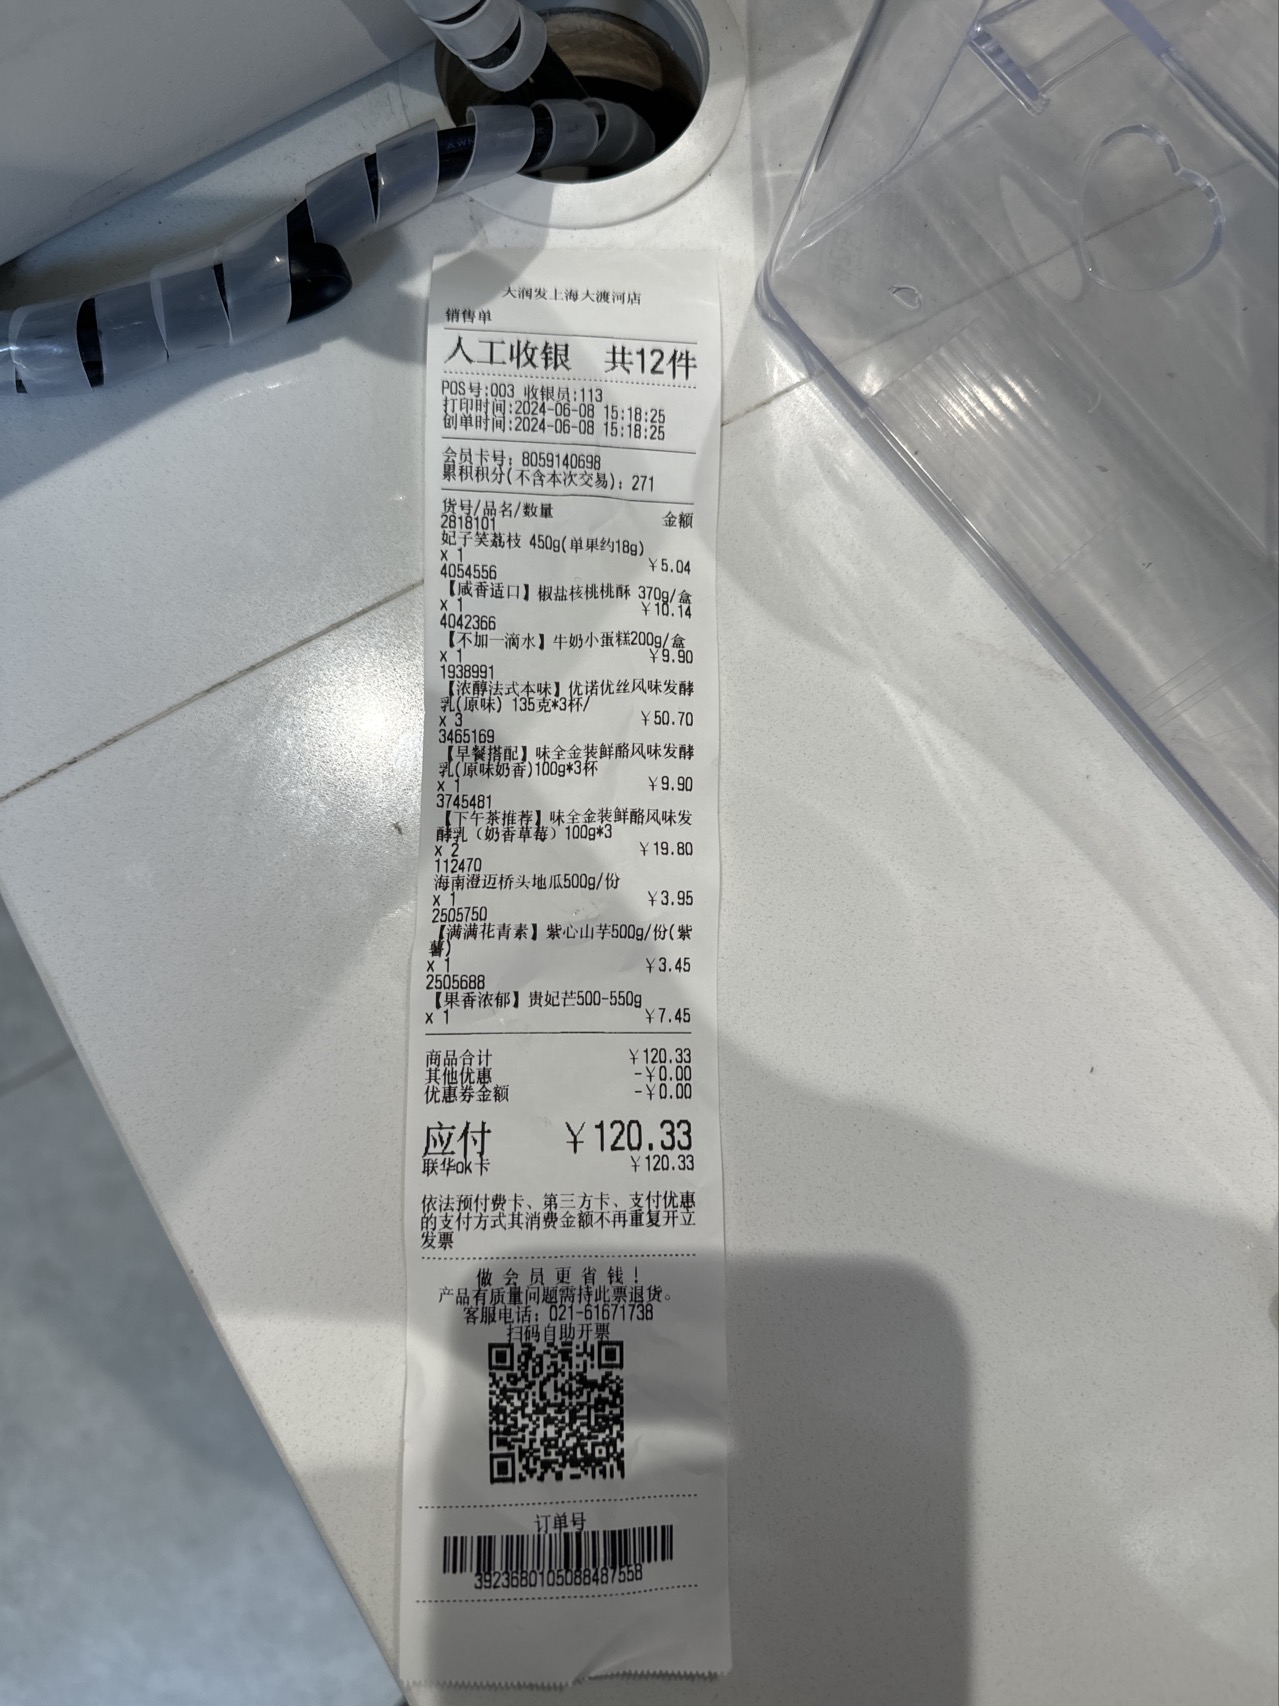 大润发上海大渡河店
销售单
人工收银 共12件
POS号:003 收银员:113
打印时间:2024-06-08 15:18:25
创单时间:2024-06-08 15:18:25
会员卡号: 8059140698
累积积分(不含本次交易): 271
货号/品名/数量 金额
2818101
妃子笑荔枝 450g(单果约18g)
x 1 ￥5.04
4054556
【咸香适口】椒盐核桃桃酥 370g/盒
x 1 ￥10.14
4042366
【不加一滴水】牛奶小蛋糕200g/盒
x 1 ￥9.90
1938991
【浓醇法式本味】优诺优丝风味发酵
乳(原味) 135克*3杯/
x 3 ￥50.70
3465169
【早餐搭配】味全金装鲜酪风味发酵
乳(原味奶香)100g*3杯
x 1 ￥9.90
3745481
【下午茶推荐】味全金装鲜酪风味发
酵乳（奶香草莓）100g*3
x 2 ￥19.80
112470
海南澄迈桥头地瓜500g/份
x 1 ￥3.95
2505750
【满满花青素】紫心山芋500g/份(紫
薯)
x 1 ￥3.45
2505688
【果香浓郁】贵妃芒500-550g
x 1 ￥7.45
商品合计 ￥120.33
其他优惠 -￥0.00
优惠券金额 -￥0.00
应付 ￥120.33
联华ok卡 ￥120.33
依法预付费卡、第三方卡、支付优惠
的支付方式其消费金额不再重复开立
发票
做会员更省钱！
产品有质量问题需持此票退货。
客服电话: 021-61671738
扫码自助开票
订单号
3923680105088487558